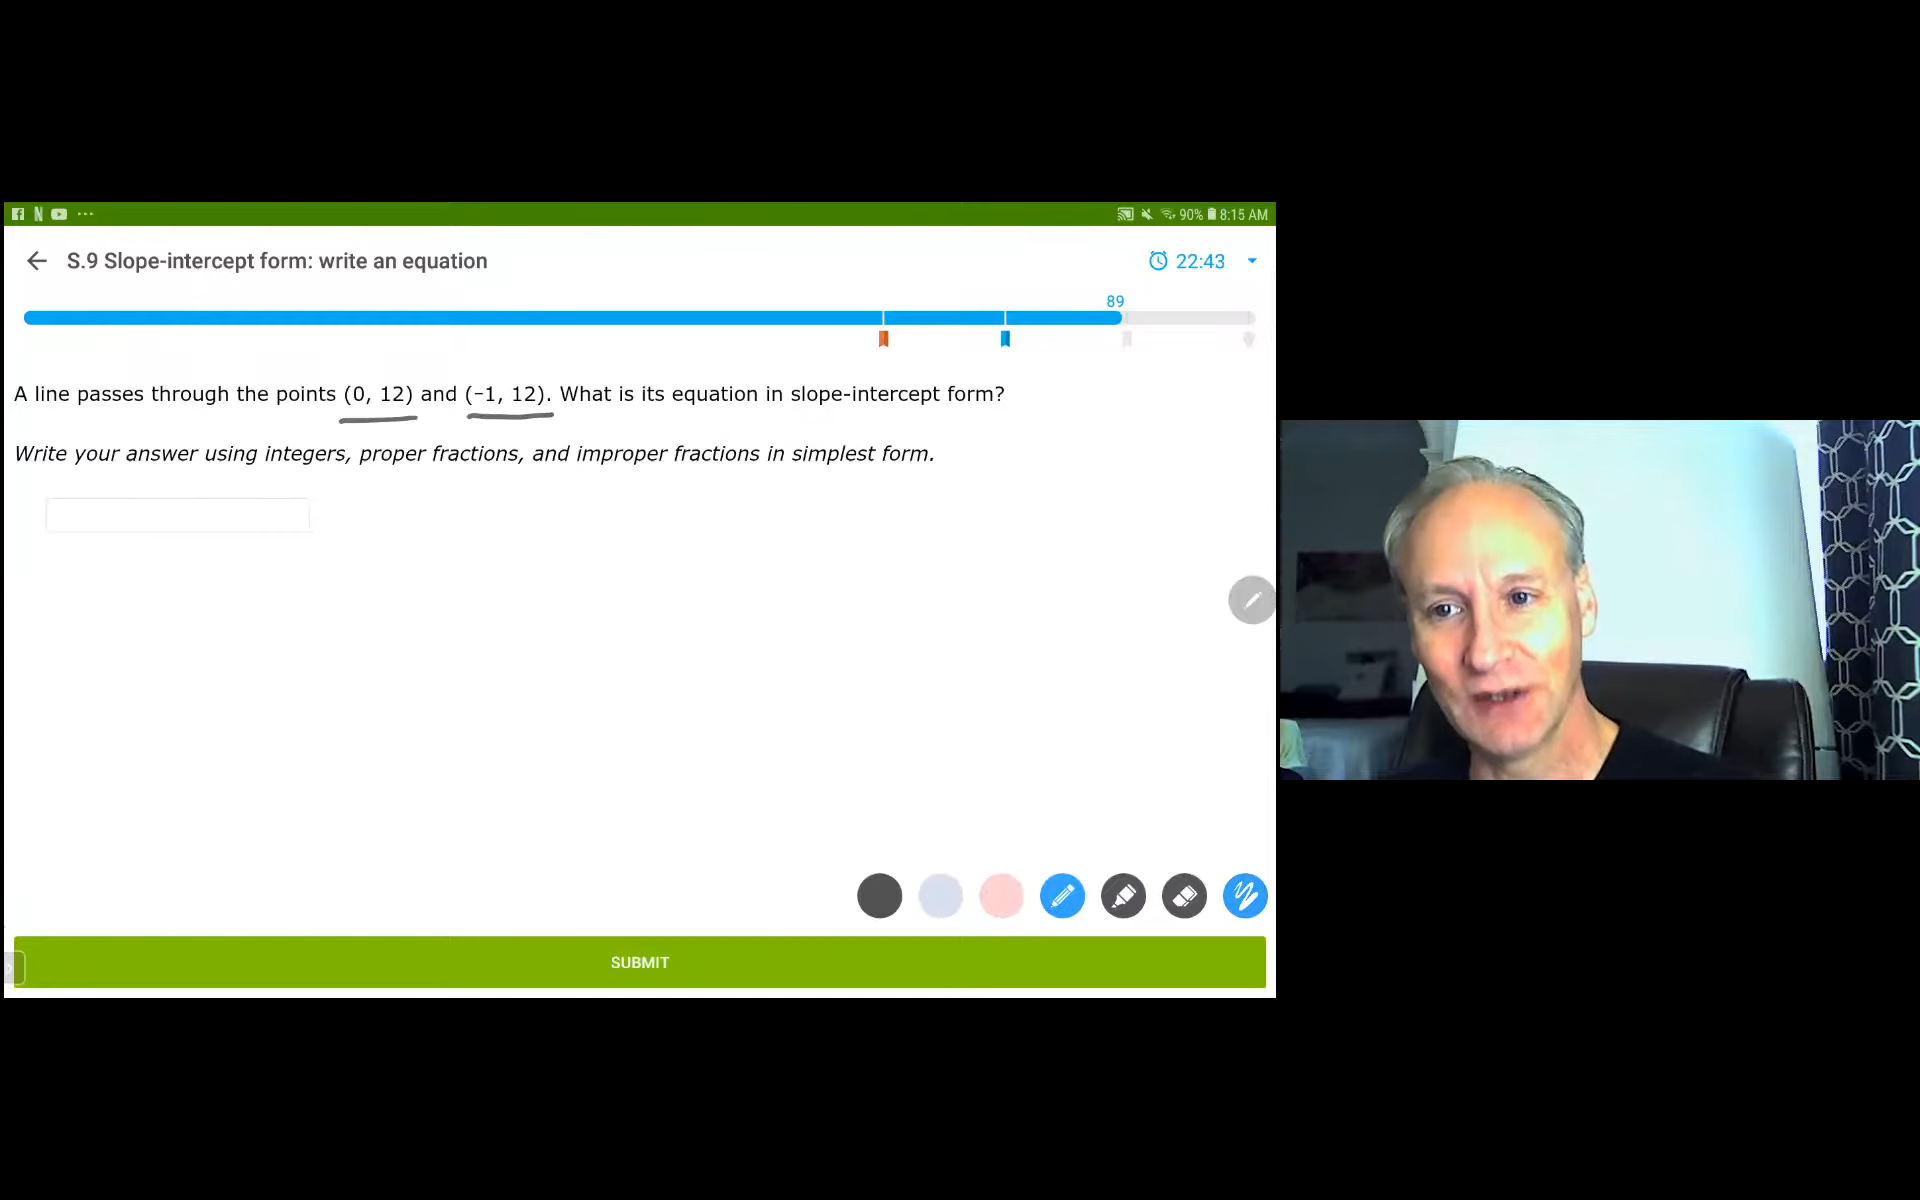 90% 8:15 AM
S.9 Slope-intercept form: write an equation
22:43
89
A line passes through the points (0, 12) and (−1, 12). What is its equation in slope-intercept form?
Write your answer using integers, proper fractions, and improper fractions in simplest form.
SUBMIT